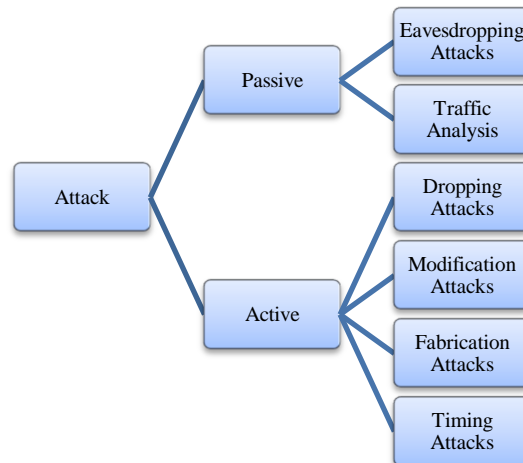 Eavesdropping
Attacks
Passive
Traffic
Analysis
Attack
Dropping
Attacks
Modification
Attacks
Active
Fabrication
Attacks
Timing
Attacks